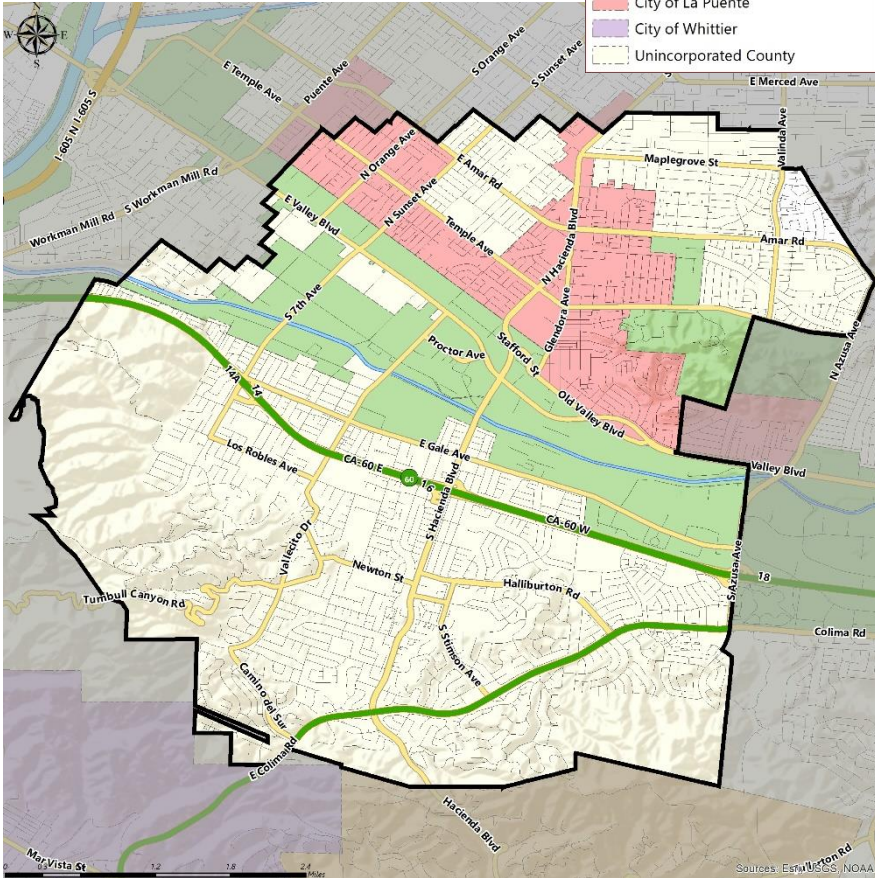 City of La Puente
City of Whittier
Unincorporated County
N
W
E
S
I-605 N I-605 S
E Temple Ave
Puente Ave
S Orange Ave
S Sunset Ave
E Merced Ave
Valinda Ave
Workman Mill Rd
S Workman Mill Rd
N Orange Ave
E Amar Rd
Maplegrove St
E Valley Blvd
N Sunset Ave
Temple Ave
N Hacienda Blvd
Amar Rd
S 7th Ave
Glendora Ave
Proctor Ave
Stafford St
N Azusa Ave
14A
14
Old Valley Blvd
Los Robles Ave
E Gale Ave
Valley Blvd
CA-60 E
60
16
S Hacienda Blvd
CA-60 W
Vallecito Dr
Newton St
Halliburton Rd
S Azusa Ave
18
Turnbull Canyon Rd
Colima Rd
S Stimson Ave
Camino del Sur
E Colima Rd
Hacienda Blvd
Mar Vista St
0
1.2
1.8
2.4
Miles
Sources: Esri, USGS, NOAA